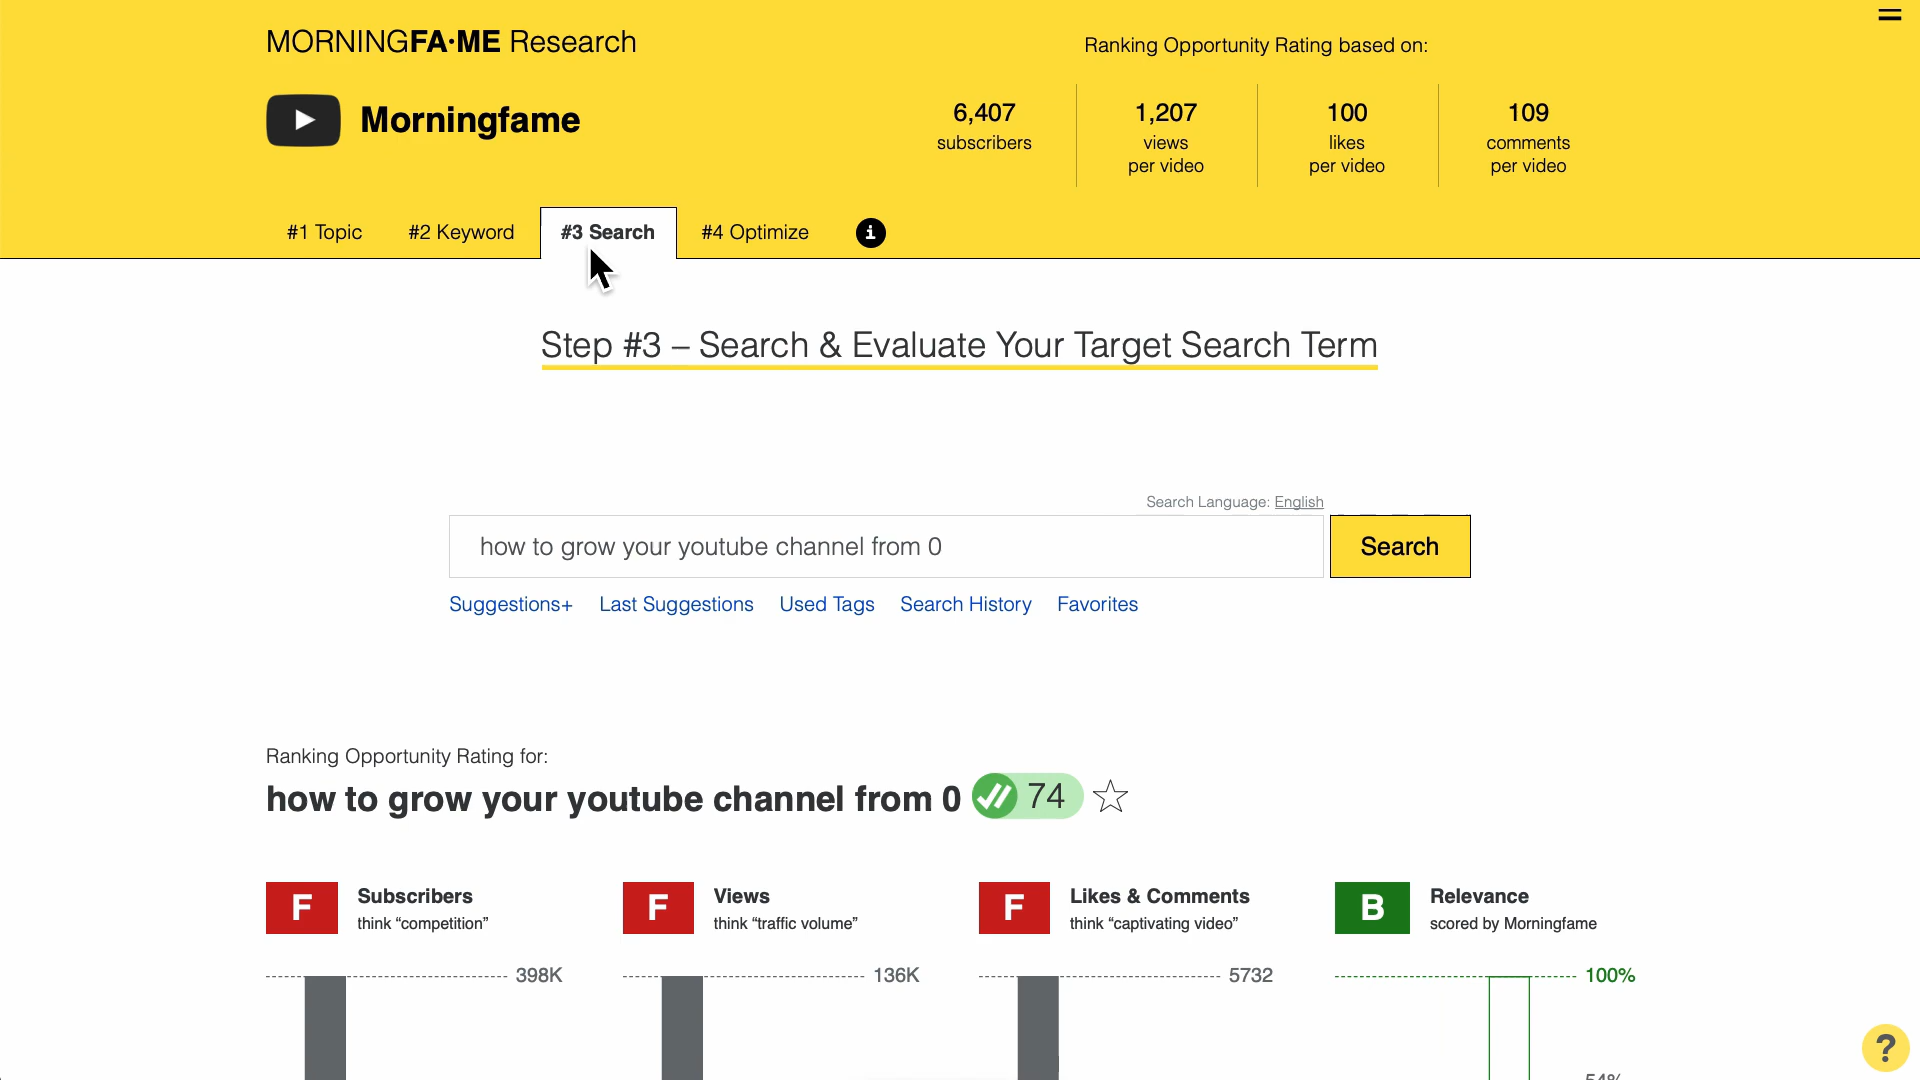 MORNINGFA·ME Research
Ranking Opportunity Rating based on:
Morningfame
6,407
subscribers
1,207
views
per video
100
likes
per video
109
comments
per video
#1 Topic
#2 Keyword
#3 Search
#4 Optimize
i
Step #3 – Search & Evaluate Your Target Search Term
Search Language: English
how to grow your youtube channel from 0
Search
Suggestions+
Last Suggestions
Used Tags
Search History
Favorites
Ranking Opportunity Rating for:
how to grow your youtube channel from 0
74
F
Subscribers
think “competition”
F
Views
think “traffic volume”
F
Likes & Comments
think “captivating video”
B
Relevance
scored by Morningfame
398K
136K
5732
100%
54%
?